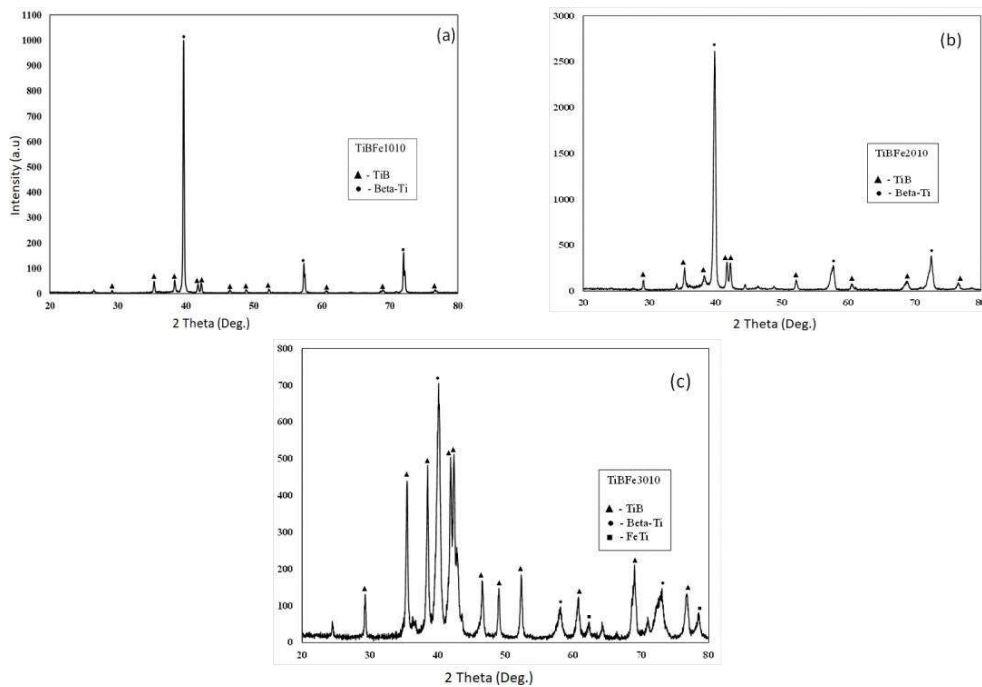 1100
1000
900
800
700
600
500
400
300
200
100
0
Intensity (a.u)
(a)
TiBFe1010
▲ - TiB
● - Beta-Ti
20 30 40 50 60 70 80
2 Theta (Deg.)
3000
2500
2000
1500
1000
500
0
(b)
TiBFe2010
▲ - TiB
● - Beta-Ti
20 30 40 50 60 70 80
2 Theta (Deg.)
800
700
600
500
400
300
200
100
0
(c)
TiBFe3010
▲ - TiB
● - Beta-Ti
■ - FeTi
20 30 40 50 60 70 80
2 Theta (Deg.)